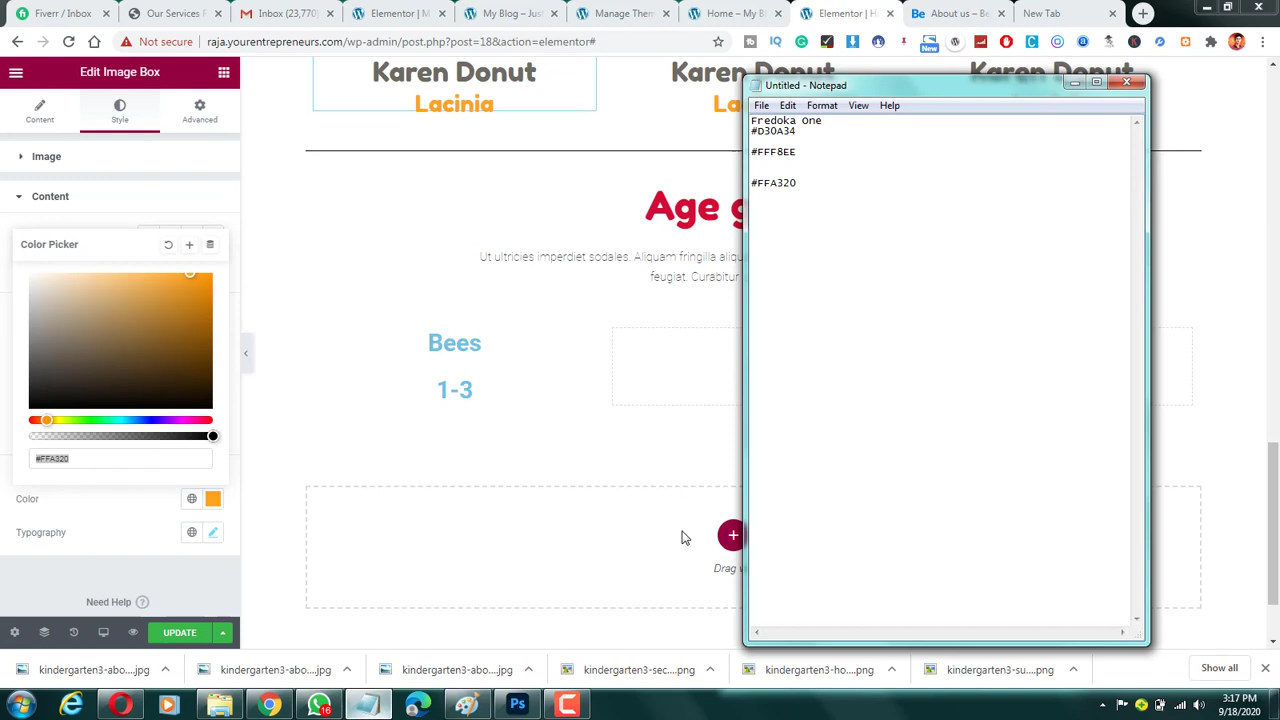 Fiverr / Inbox
Our Services F
Inbox (23,770)
Elementor | M
My Blog – Just
Manage Them
Home – My Bl
Elementor | H
About us – Be
New Tab
Not secure
raja.yourentrepreneurs.com/wp-admin/post.php?post=18&action=elementor#
New
Edit Image Box
Content
Style
Advanced
Image
Content
Color Picker
#FFA320
Color
Typography
Need Help
UPDATE
Karen Donut
Lacinia
Karen Donut
La
Karen Donut
Age g
Ut ultricies imperdiet sodales. Aliquam fringilla aliqu
feugiat. Curabitur
Bees
1-3
Drag w
Untitled - Notepad
File Edit Format View Help
Fredoka One
#D30A34
#FFF8EE
#FFA320
kindergarten3-abo....jpg
kindergarten3-abo....jpg
kindergarten3-abo....jpg
kindergarten3-sec....png
kindergarten3-ho....png
kindergarten3-su....png
Show all
16
Ps
3:17 PM
9/18/2020